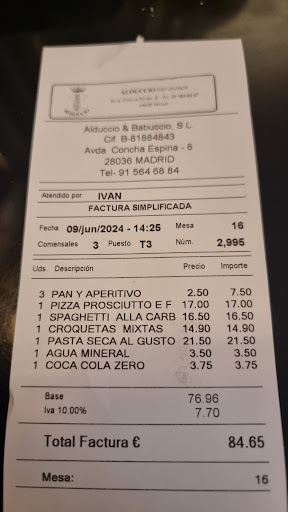 ALDUCCIO
Alduccio & Babuccio, S.L.
Cif. B-81884643
Avda. Concha Espina - 8
28036 MADRID
Tel- 91 564 68 84
Atendido por IVAN
FACTURA SIMPLIFICADA
Fecha 09/jun/2024 - 14:25 Mesa 16
Comensales 3 Puesto T3 Núm. 2,995
Uds. Descripción Precio Importe
3 PAN Y APERITIVO 2.50 7.50
1 PIZZA PROSCIUTTO E F 17.00 17.00
1 SPAGHETTI ALLA CARB 16.50 16.50
1 CROQUETAS MIXTAS 14.90 14.90
1 PASTA SECA AL GUSTO 21.50 21.50
1 AGUA MINERAL 3.50 3.50
1 COCA COLA ZERO 3.75 3.75
Base 76.96
Iva 10.00% 7.70
Total Factura € 84.65
Mesa: 16